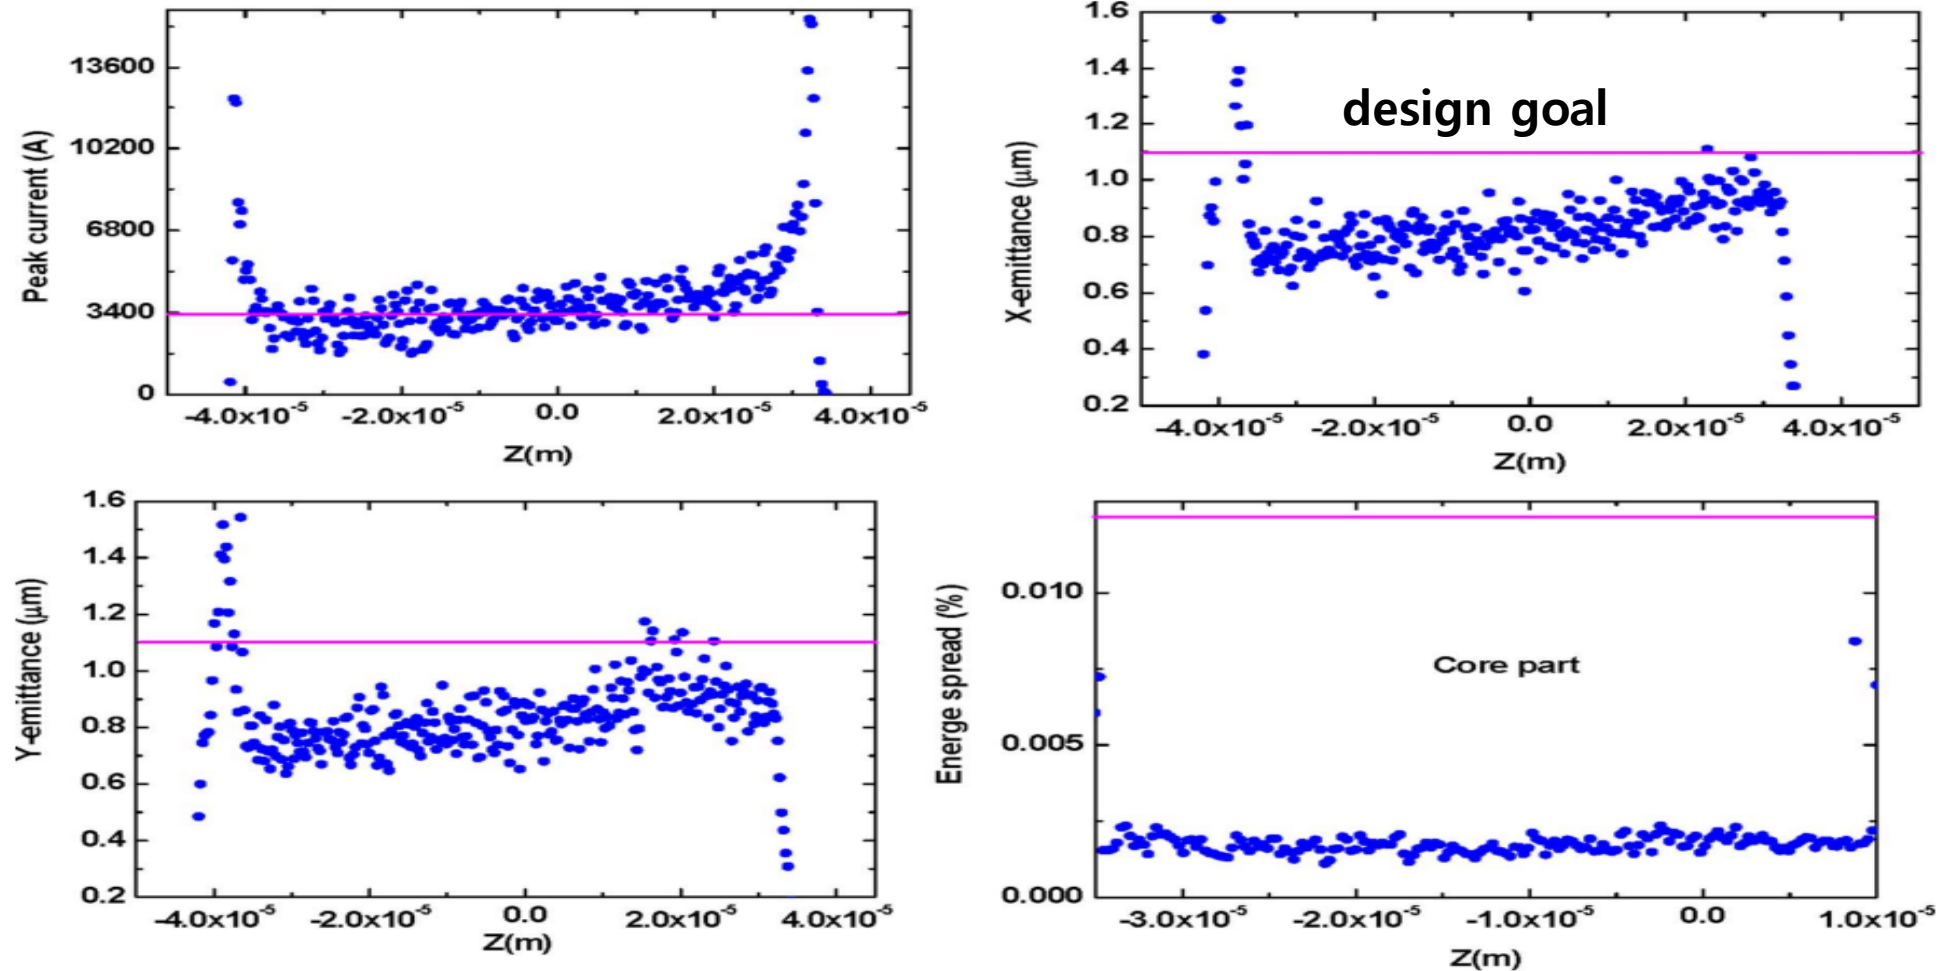 Peak current (A)
13600
10200
6800
3400
0
-4.0x10⁻⁵
-2.0x10⁻⁵
0.0
2.0x10⁻⁵
4.0x10⁻⁵
Z(m)
design goal
X-emittance (μm)
1.6
1.4
1.2
1.0
0.8
0.6
0.4
0.2
-4.0x10⁻⁵
-2.0x10⁻⁵
0.0
2.0x10⁻⁵
4.0x10⁻⁵
Z(m)
Y-emittance (μm)
1.6
1.4
1.2
1.0
0.8
0.6
0.4
0.2
-4.0x10⁻⁵
-2.0x10⁻⁵
0.0
2.0x10⁻⁵
4.0x10⁻⁵
Z(m)
Energe spread (%)
0.010
0.005
0.000
Core part
-3.0x10⁻⁵
-2.0x10⁻⁵
-1.0x10⁻⁵
0.0
1.0x10⁻⁵
Z(m)